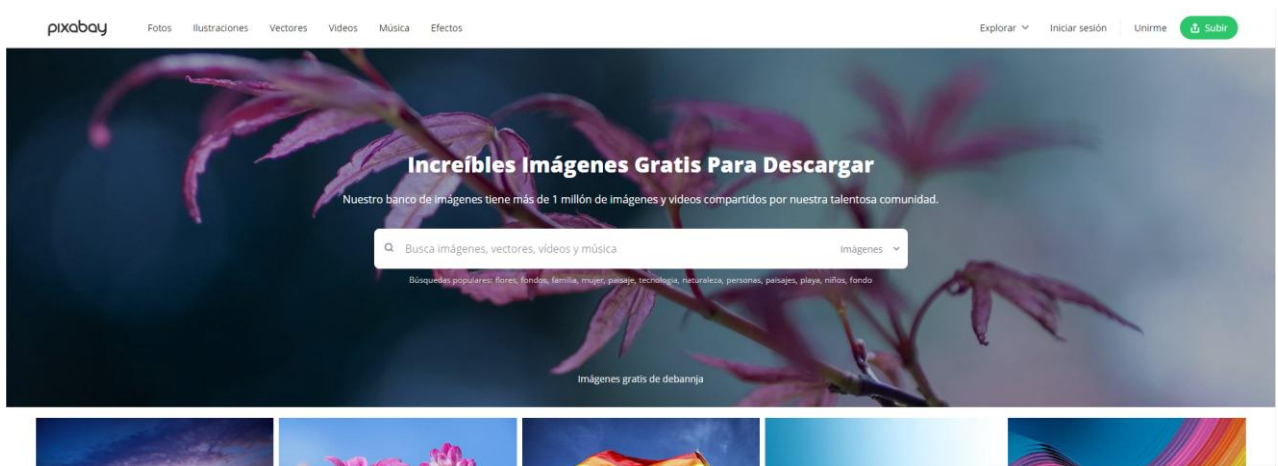 pixabay Fotos Ilustraciones Vectores Videos Música Efectos Explorar Iniciar sesión Unirme Subir
Increíbles Imágenes Gratis Para Descargar
Nuestro banco de imágenes tiene más de 1 millón de imágenes y videos compartidos por nuestra talentosa comunidad.
Busca imágenes, vectores, vídeos y música Imágenes
Búsquedas populares: flores, fondos, familia, mujer, paisaje, tecnologia, naturaleza, personas, paisajes, playa, niños, fondo
Imágenes gratis de debannja